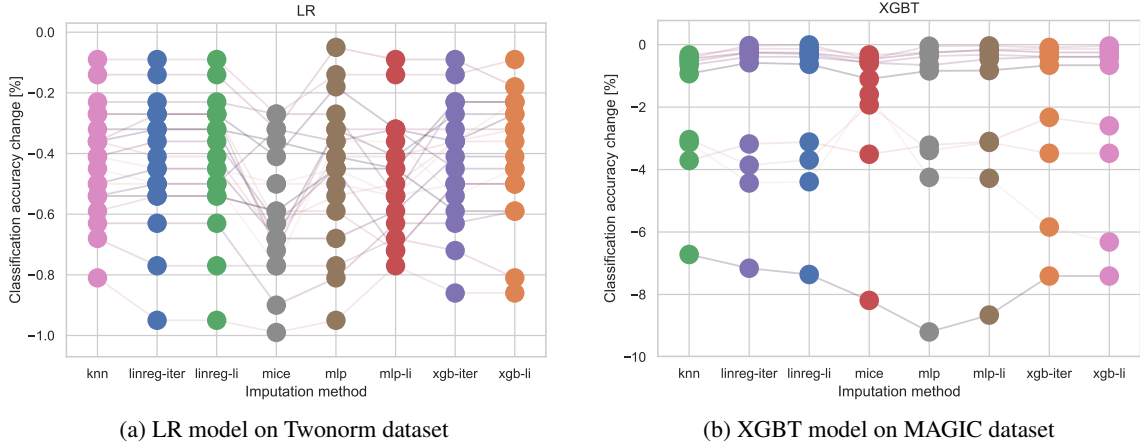 LR
0.0
−0.2
−0.4
−0.6
−0.8
−1.0
Classification accuracy change [%]
knn linreg-iter linreg-li mice mlp mlp-li xgb-iter xgb-li
Imputation method
(a) LR model on Twonorm dataset
XGBT
0
−2
−4
−6
−8
−10
Classification accuracy change [%]
knn linreg-iter linreg-li mice mlp mlp-li xgb-iter xgb-li
Imputation method
(b) XGBT model on MAGIC dataset